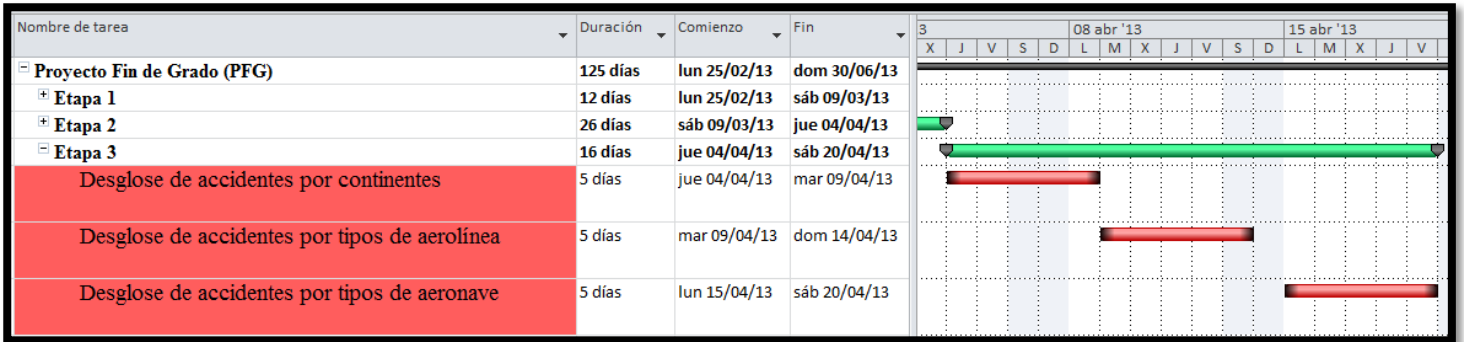 Nombre de tarea Duración Comienzo Fin 3 08 abr '13 15 abr '13
X J V S D L M X J V S D L M X J V
Proyecto Fin de Grado (PFG) 125 días lun 25/02/13 dom 30/06/13
Etapa 1 12 días lun 25/02/13 sáb 09/03/13
Etapa 2 26 días sáb 09/03/13 jue 04/04/13
Etapa 3 16 días jue 04/04/13 sáb 20/04/13
Desglose de accidentes por continentes 5 días jue 04/04/13 mar 09/04/13
Desglose de accidentes por tipos de aerolínea 5 días mar 09/04/13 dom 14/04/13
Desglose de accidentes por tipos de aeronave 5 días lun 15/04/13 sáb 20/04/13